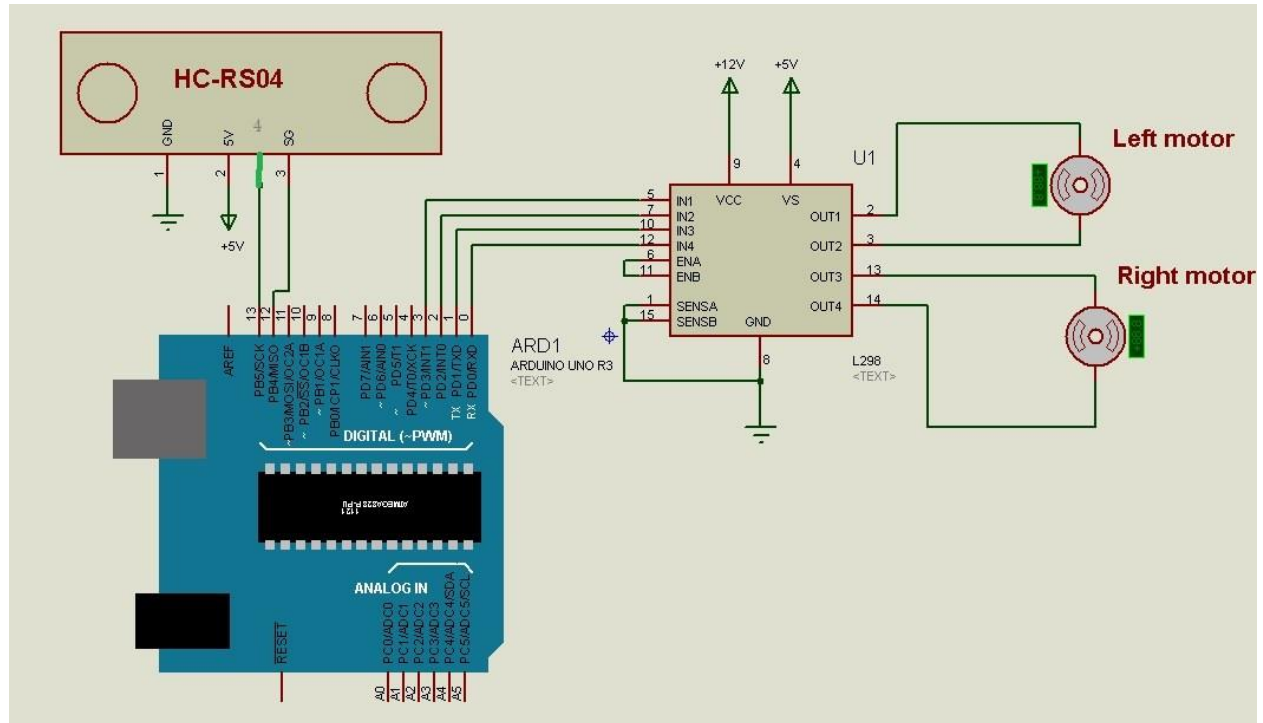 HC-RS04
GND
5V
4
SG
1
2
3
+5V
+12V
+5V
U1
9
4
VCC
VS
5
IN1
7
IN2
10
IN3
12
IN4
6
ENA
11
ENB
1
SENSA
15
SENSB
GND
8
OUT1
2
OUT2
3
OUT3
13
OUT4
14
L298
<TEXT>
Left motor
Right motor
ARD1
ARDUINO UNO R3
<TEXT>
AREF
13
12
11
10
9
8
7
6
5
4
3
2
1
0
PB5/SCK
PB4/MISO
~PB3/MOSI/OC2A
~ PB2/SS/OC1B
~ PB1/OC1A
PB0/ICP1/CLKO
PD7/AIN1
~ PD6/AIN0
~ PD5/T1
PD4/T0/XCK
~ PD3/INT1
PD2/INT0
TX PD1/TXD
RX PD0/RXD
DIGITAL (~PWM)
1121
ANALOG IN
RESET
PC0/ADC0
PC1/ADC1
PC2/ADC2
PC3/ADC3
PC4/ADC4/SDA
PC5/ADC5/SCL
A0
A1
A2
A3
A4
A5